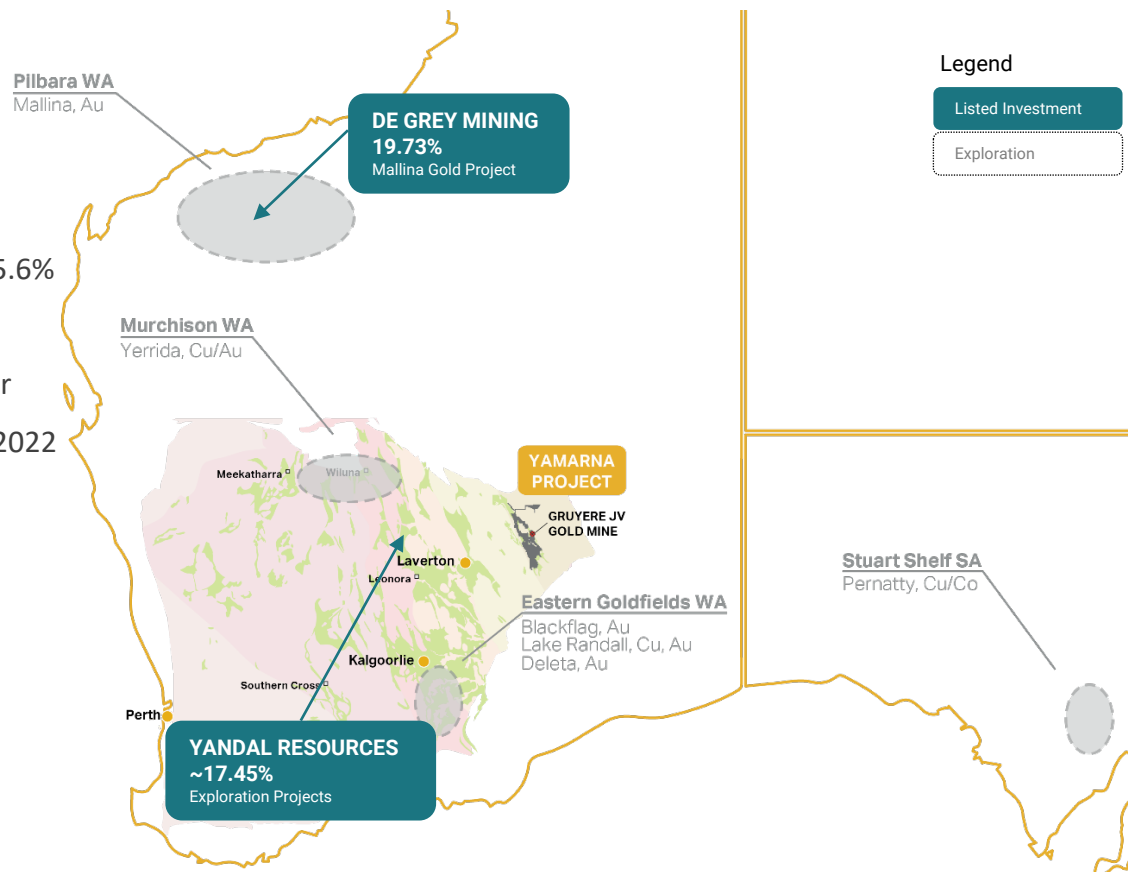 Legend
Listed Investment
Exploration
Pilbara WA
Mallina, Au
DE GREY MINING
19.73%
Mallina Gold Project
5.6%
Murchison WA
Yerrida, Cu/Au
2022
Meekatharra
Wiluna
YAMARNA
PROJECT
GRUYERE JV
GOLD MINE
Laverton
Leonora
Stuart Shelf SA
Pernatty, Cu/Co
Eastern Goldfields WA
Blackflag, Au
Lake Randall, Cu, Au
Deleta, Au
Kalgoorlie
Southern Cross
Perth
YANDAL RESOURCES
~17.45%
Exploration Projects